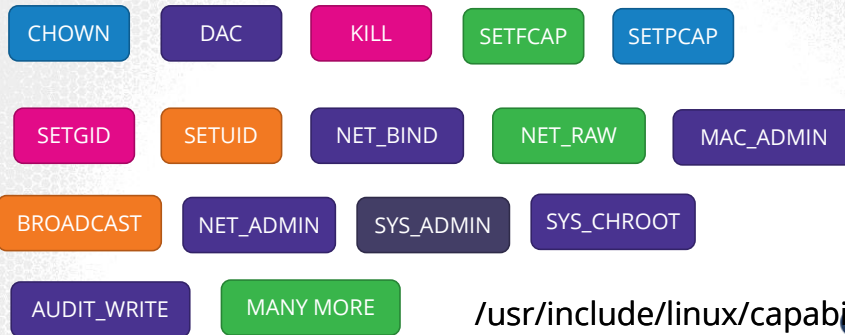 CHOWN DAC KILL SETFCAP SETPCAP
SETGID SETUID NET_BIND NET_RAW MAC_ADMIN
BROADCAST NET_ADMIN SYS_ADMIN SYS_CHROOT
AUDIT_WRITE MANY MORE /usr/include/linux/capabi